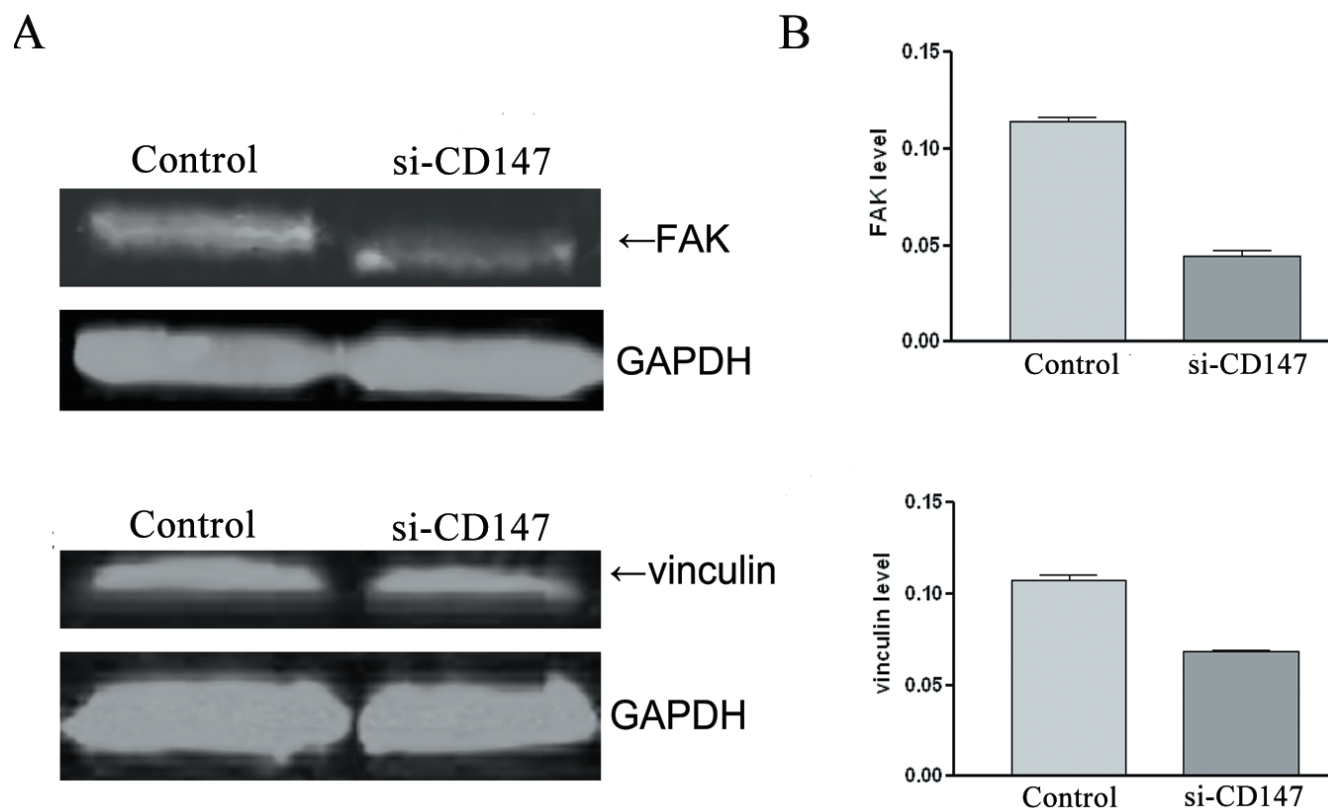 A
Control si-CD147
←FAK
GAPDH
Control si-CD147
←vinculin
GAPDH
B
0.15
0.10
0.05
0.00
FAK level
Control si-CD147
0.15
0.10
0.05
0.00
vinculin level
Control si-CD147